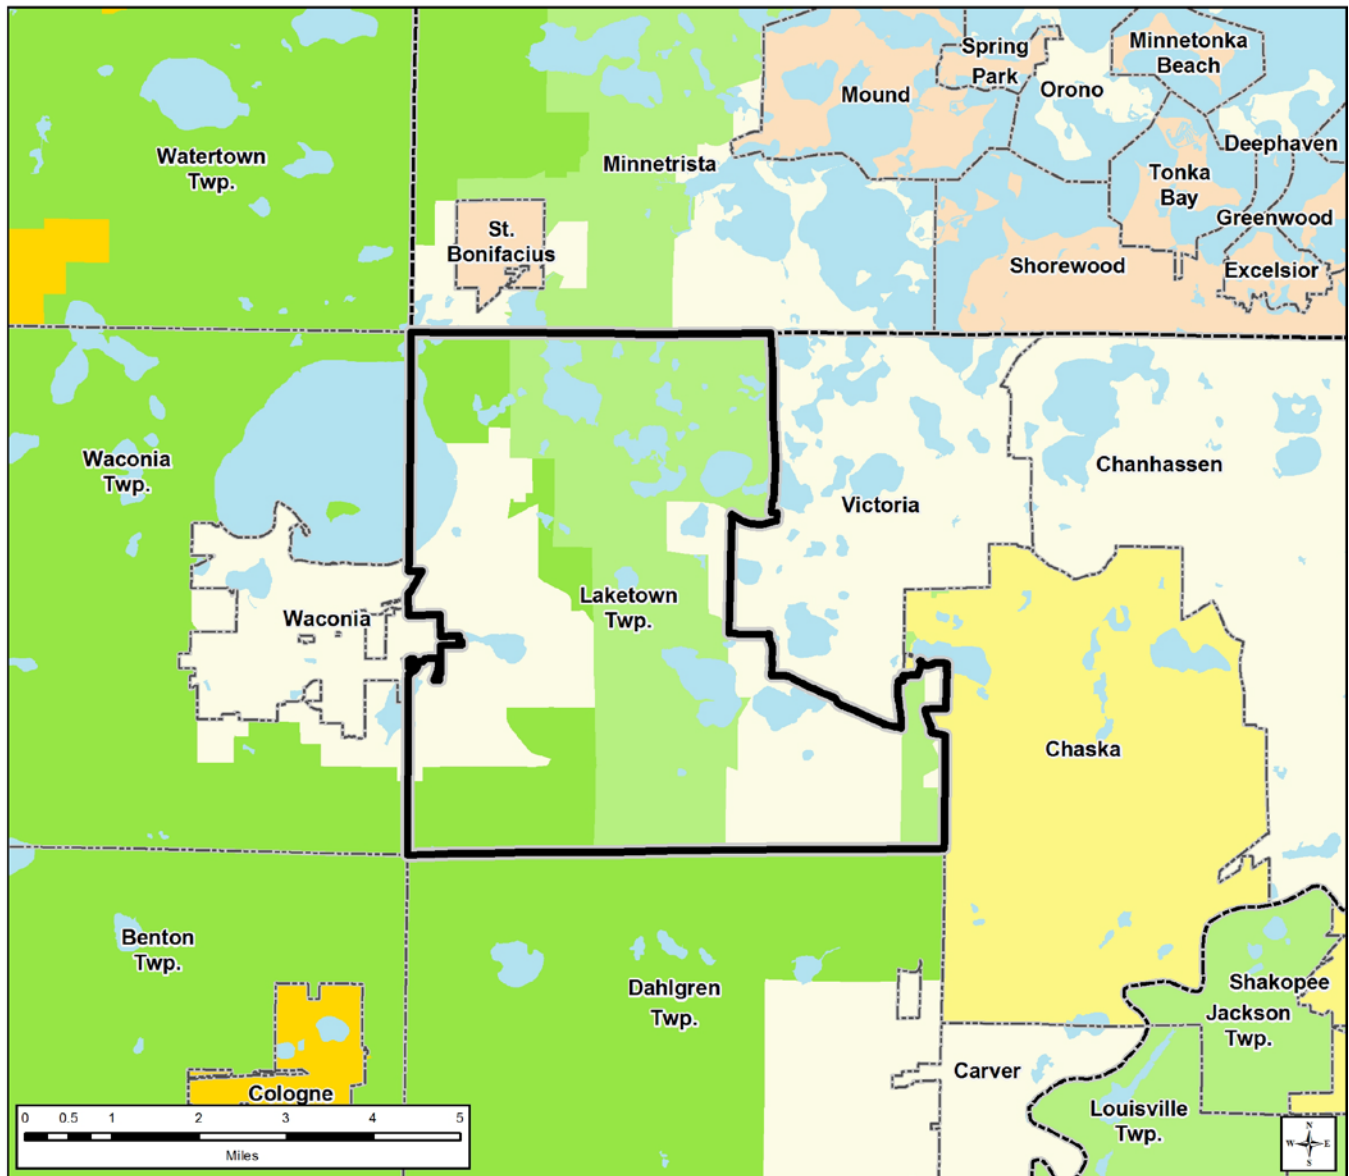 Spring
Park
Minnetonka
Beach
Mound
Orono
Watertown
Twp.
Minnetrista
Deephaven
Tonka
Bay
Greenwood
St.
Bonifacius
Shorewood
Excelsior
Waconia
Twp.
Chanhassen
Victoria
Laketown
Twp.
Waconia
Chaska
Benton
Twp.
Dahlgren
Twp.
Shakopee
Jackson
Twp.
Carver
Cologne
Louisville
Twp.
0 0.5 1 2 3 4 5
Miles
N
W E
S